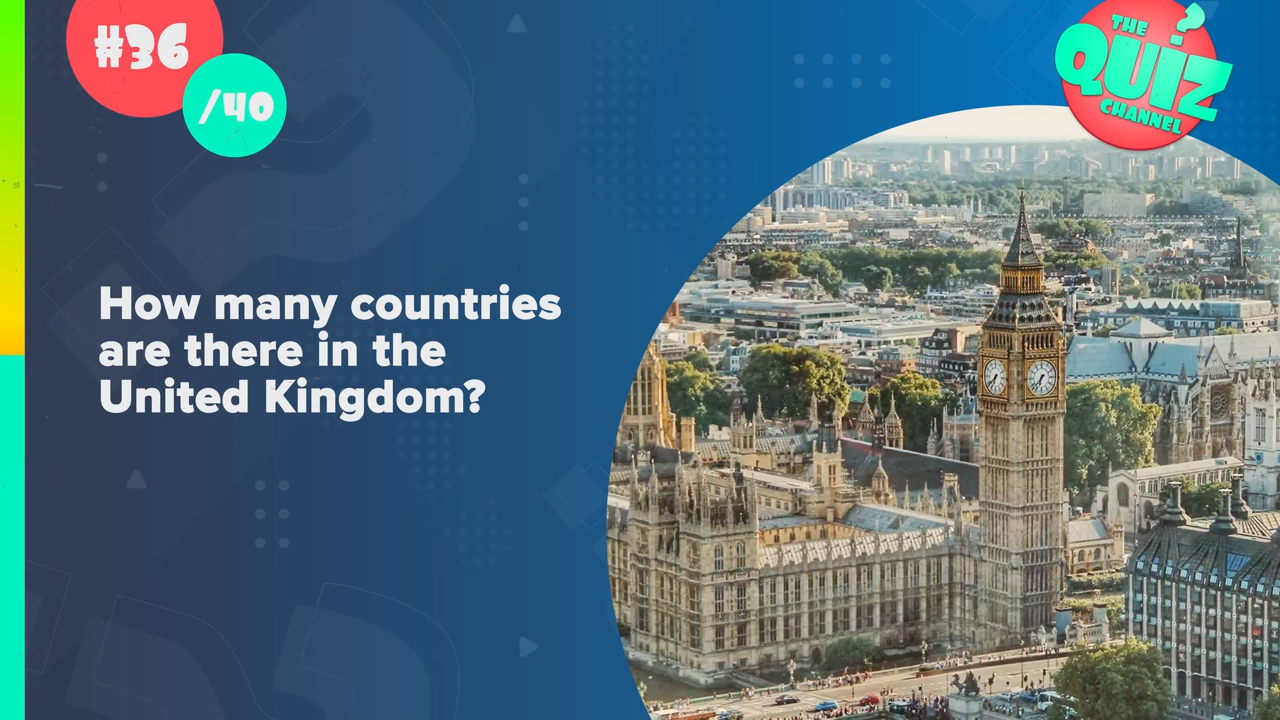 #36
/40
THE
QUIZ
CHANNEL
How many countries
are there in the
United Kingdom?